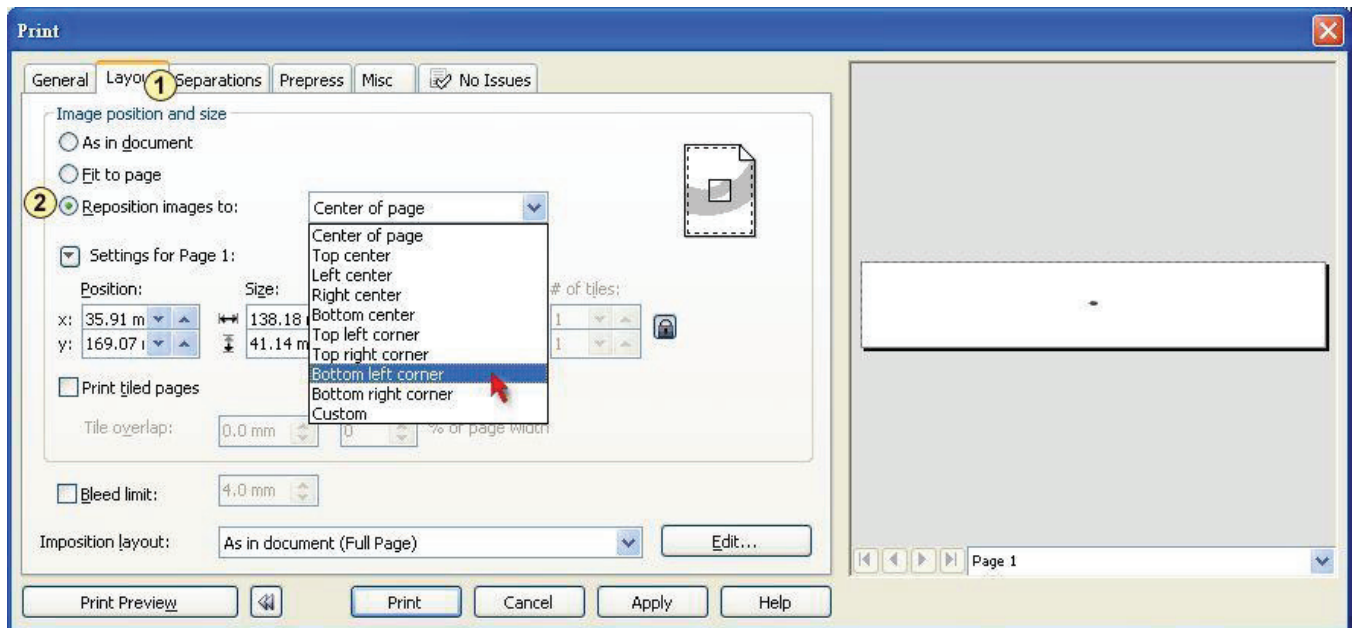 Print
General Layou 1 Separations Prepress Misc No Issues
Image position and size
As in document
Fit to page
2 Reposition images to: Center of page
Center of page
Top center
Left center
Right center
Bottom center
Top left corner
Top right corner
Bottom left corner
Bottom right corner
Custom
Settings for Page 1:
Position: Size: # of tiles:
x: 35.91 m 138.18 1
y: 169.07 41.14 m 1
Print tiled pages
Tile overlap: 0.0 mm 0 % of page width
Bleed limit: 4.0 mm
Imposition layout: As in document (Full Page) Edit...
Page 1
Print Preview Print Cancel Apply Help